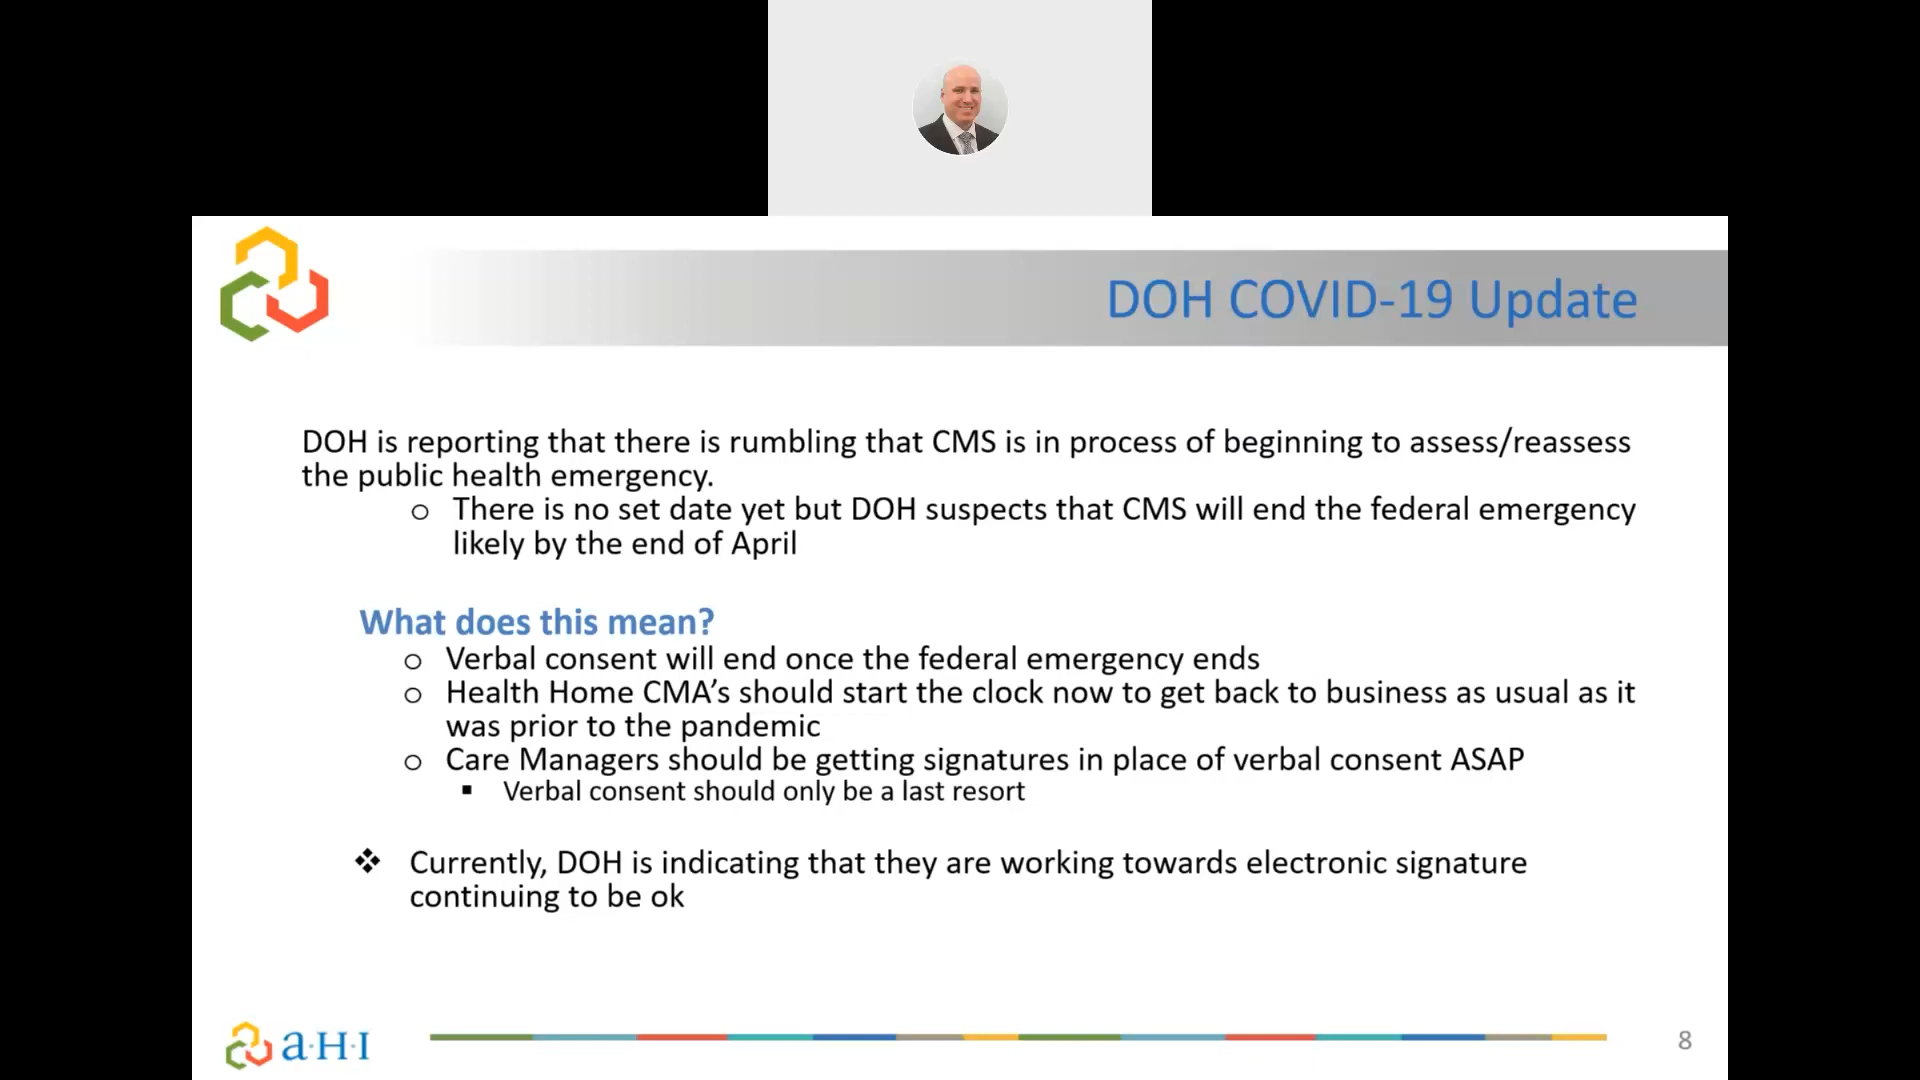 DOH COVID-19 Update
DOH is reporting that there is rumbling that CMS is in process of beginning to assess/reassess
the public health emergency.
o There is no set date yet but DOH suspects that CMS will end the federal emergency
likely by the end of April
What does this mean?
o Verbal consent will end once the federal emergency ends
o Health Home CMA’s should start the clock now to get back to business as usual as it
was prior to the pandemic
o Care Managers should be getting signatures in place of verbal consent ASAP
▪ Verbal consent should only be a last resort
❖ Currently, DOH is indicating that they are working towards electronic signature
continuing to be ok
a·H·I
8